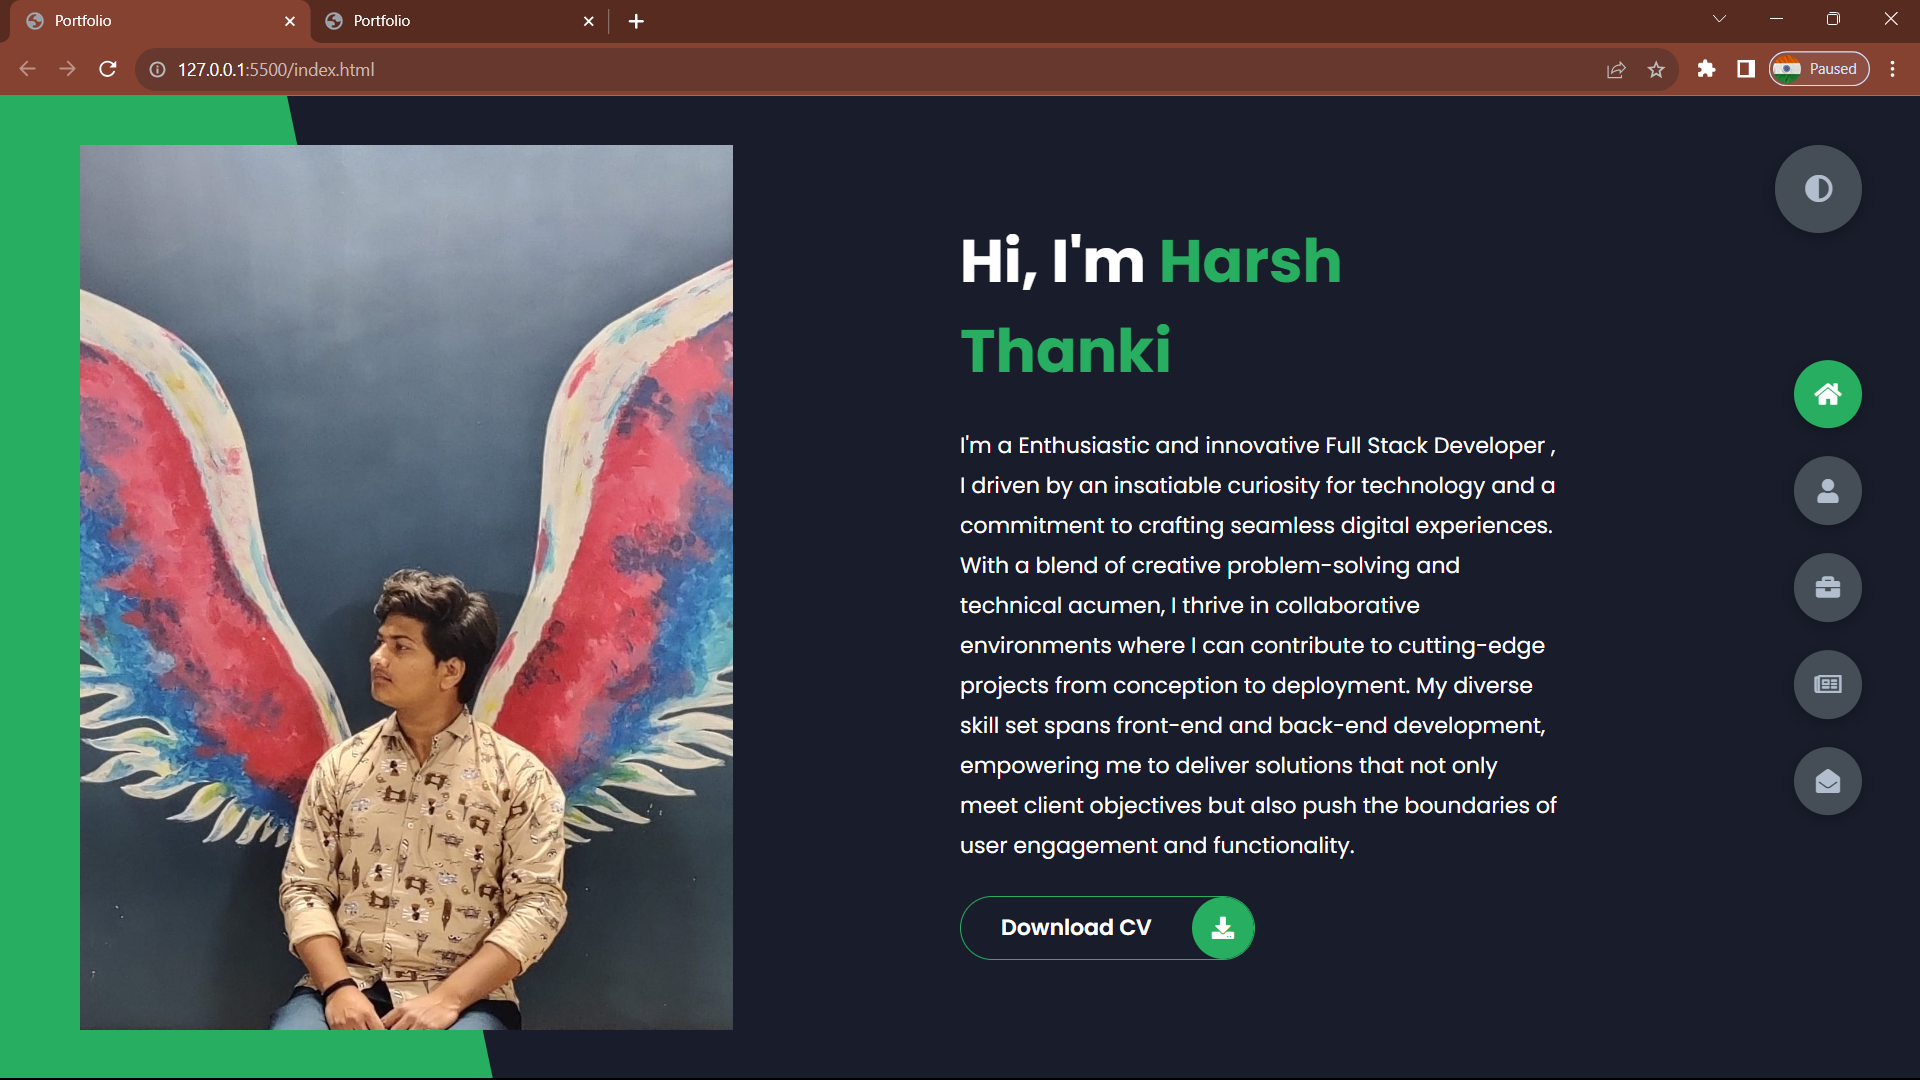 Portfolio
Portfolio
127.0.0.1:5500/index.html
Paused
Hi, I'm Harsh
Thanki
I'm a Enthusiastic and innovative Full Stack Developer ,
I driven by an insatiable curiosity for technology and a
commitment to crafting seamless digital experiences.
With a blend of creative problem-solving and
technical acumen, I thrive in collaborative
environments where I can contribute to cutting-edge
projects from conception to deployment. My diverse
skill set spans front-end and back-end development,
empowering me to deliver solutions that not only
meet client objectives but also push the boundaries of
user engagement and functionality.
Download CV